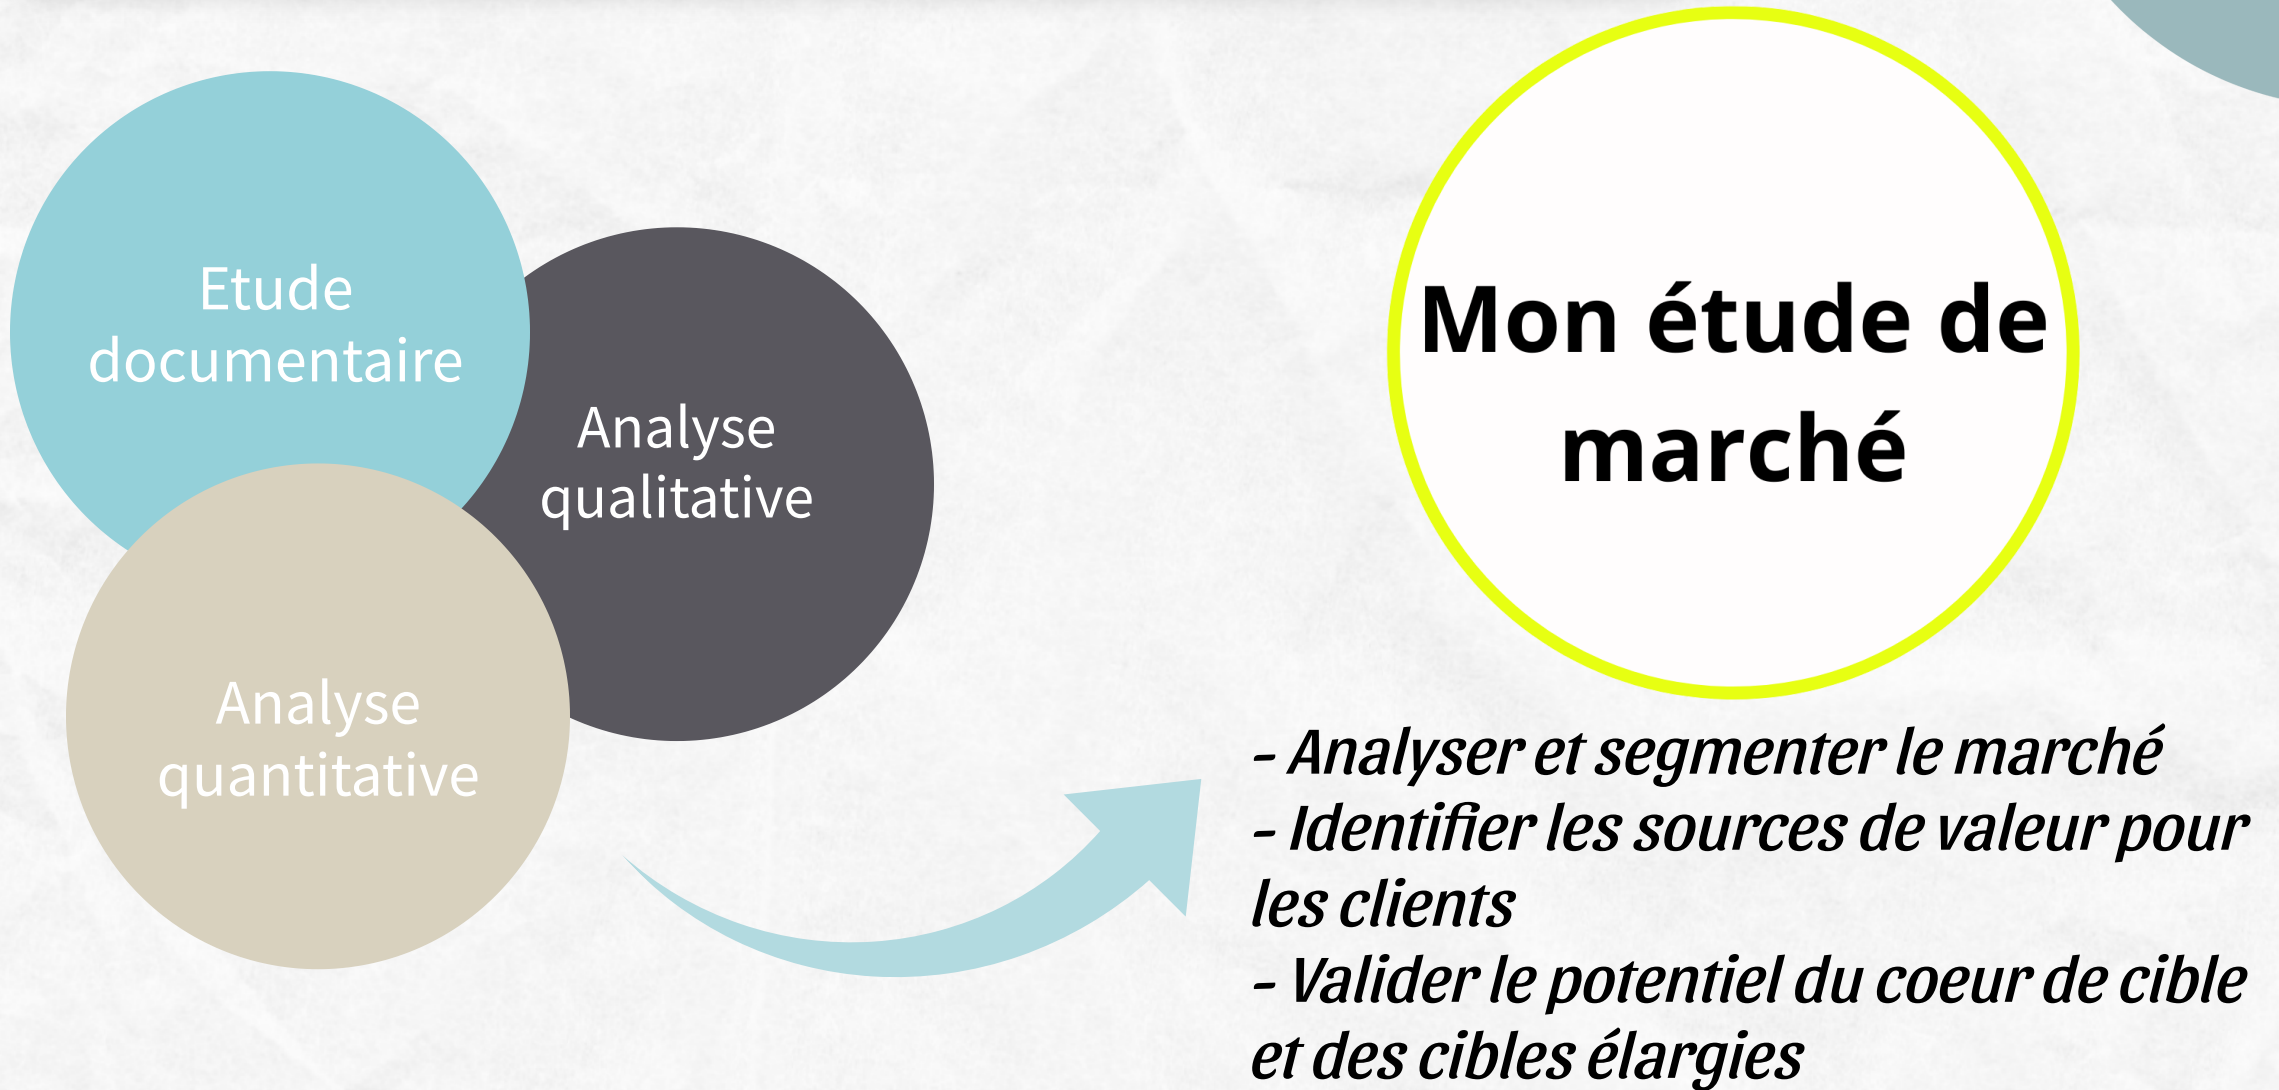 Etude
documentaire
Analyse
qualitative
Analyse
quantitative
Mon étude de
marché
- Analyser et segmenter le marché
- Identifier les sources de valeur pour
les clients
- Valider le potentiel du coeur de cible
et des cibles élargies